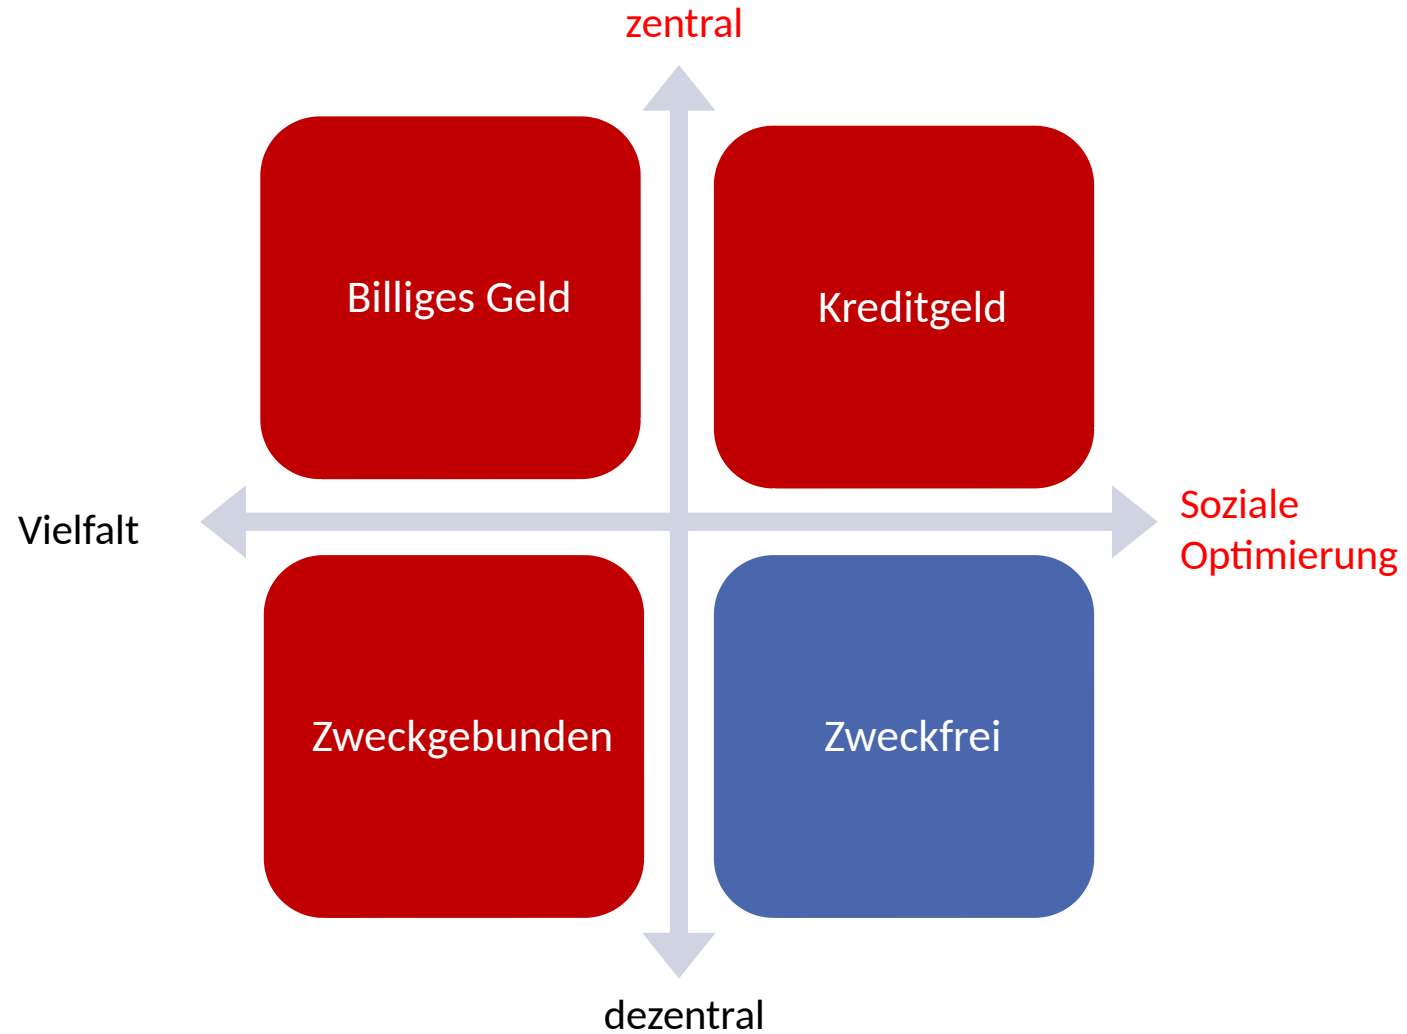 zentral
Billiges Geld
Kreditgeld
Vielfalt
Soziale
Optimierung
Zweckgebunden
Zweckfrei
dezentral